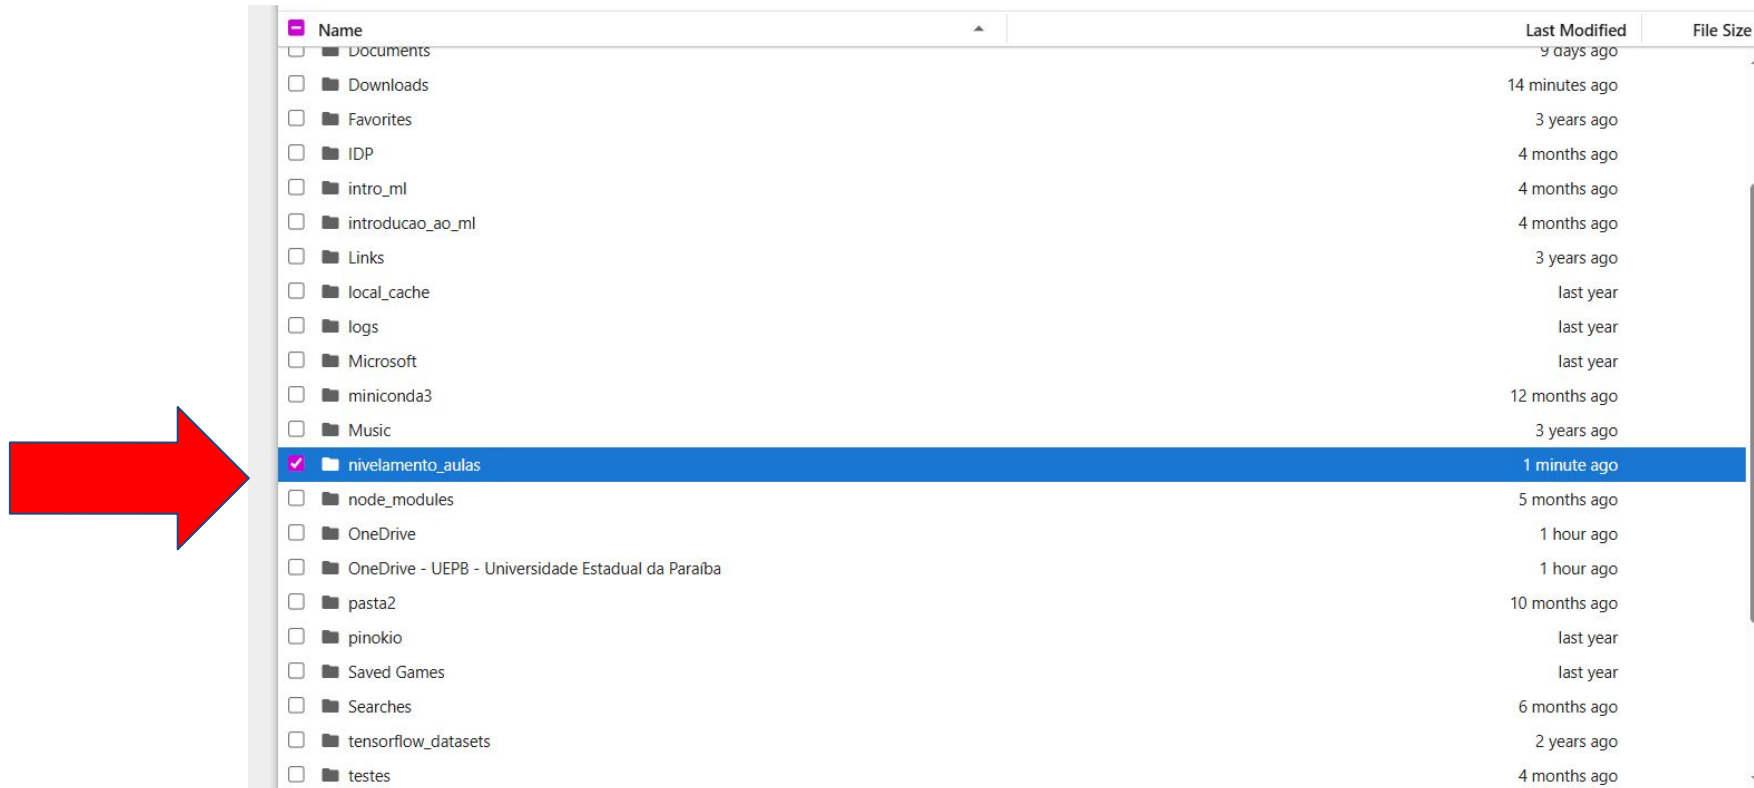 Name Last Modified File Size
Documents 9 days ago
Downloads 14 minutes ago
Favorites 3 years ago
IDP 4 months ago
intro_ml 4 months ago
introducao_ao_ml 4 months ago
Links 3 years ago
local_cache last year
logs last year
Microsoft last year
miniconda3 12 months ago
Music 3 years ago
nivelamento_aulas 1 minute ago
node_modules 5 months ago
OneDrive 1 hour ago
OneDrive - UEPB - Universidade Estadual da Paraíba 1 hour ago
pasta2 10 months ago
pinokio last year
Saved Games last year
Searches 6 months ago
tensorflow_datasets 2 years ago
testes 4 months ago